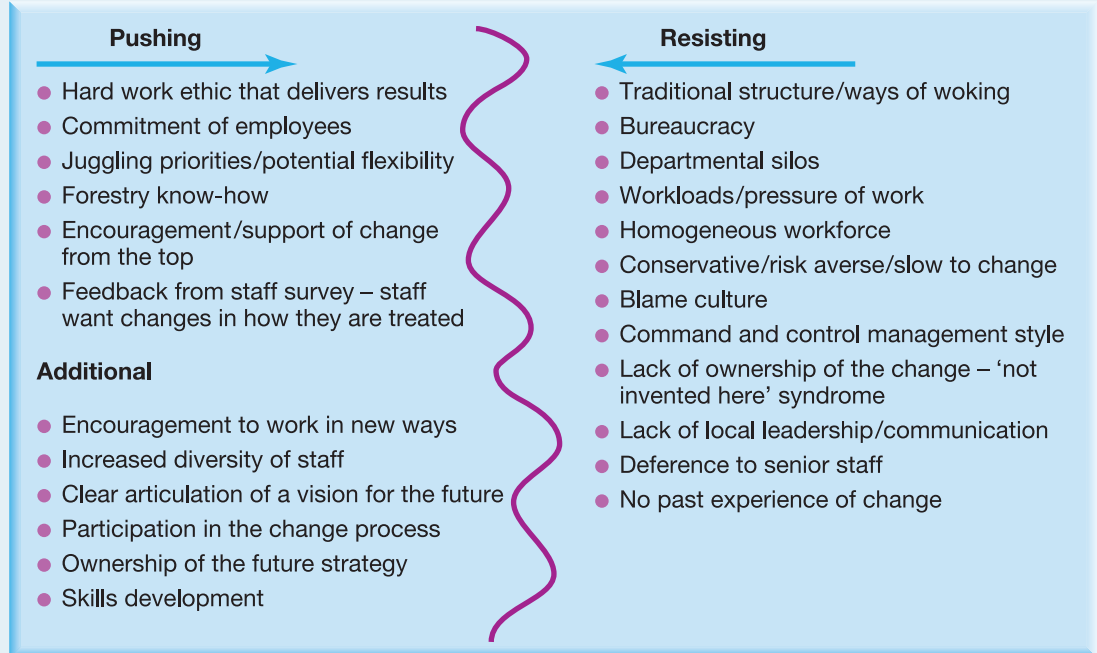 Pushing
● Hard work ethic that delivers results
● Commitment of employees
● Juggling priorities/potential flexibility
● Forestry know-how
● Encouragement/support of change
from the top
● Feedback from staff survey – staff
want changes in how they are treated
Additional
● Encouragement to work in new ways
● Increased diversity of staff
● Clear articulation of a vision for the future
● Participation in the change process
● Ownership of the future strategy
● Skills development
Resisting
● Traditional structure/ways of woking
● Bureaucracy
● Departmental silos
● Workloads/pressure of work
● Homogeneous workforce
● Conservative/risk averse/slow to change
● Blame culture
● Command and control management style
● Lack of ownership of the change – ‘not
invented here’ syndrome
● Lack of local leadership/communication
● Deference to senior staff
● No past experience of change